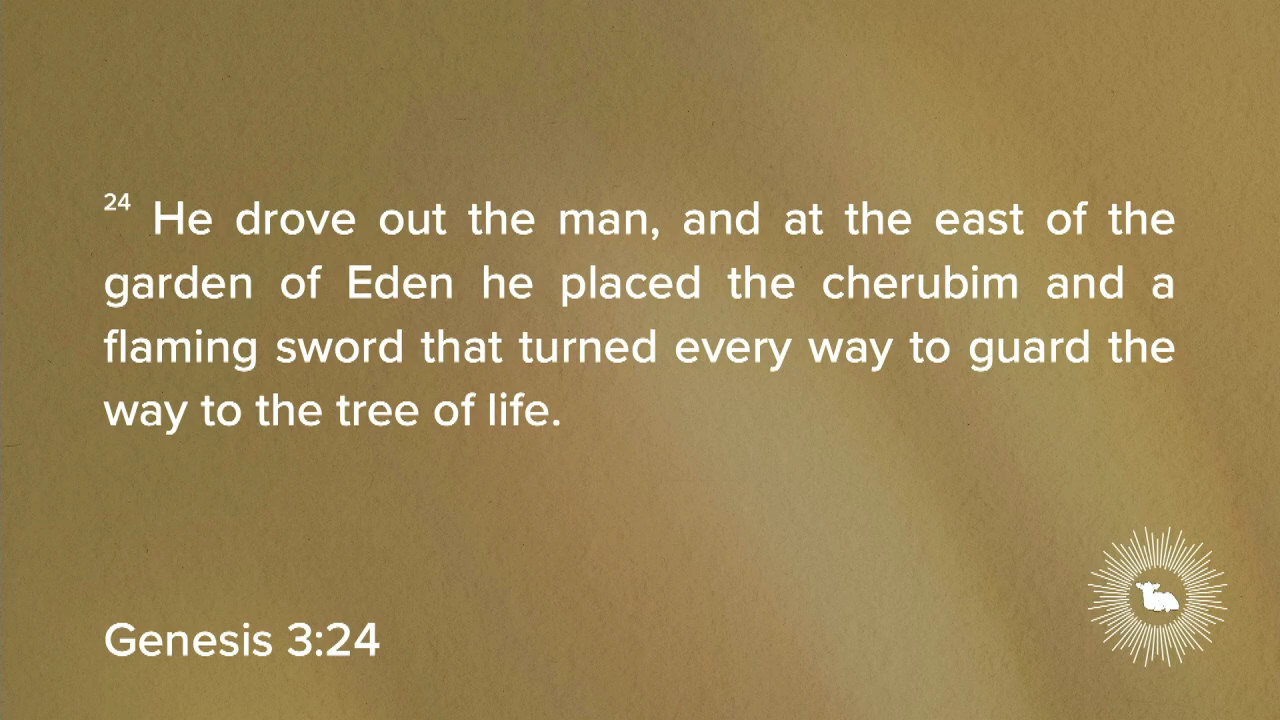 24 He drove out the man, and at the east of the
garden of Eden he placed the cherubim and a
flaming sword that turned every way to guard the
way to the tree of life.
Genesis 3:24